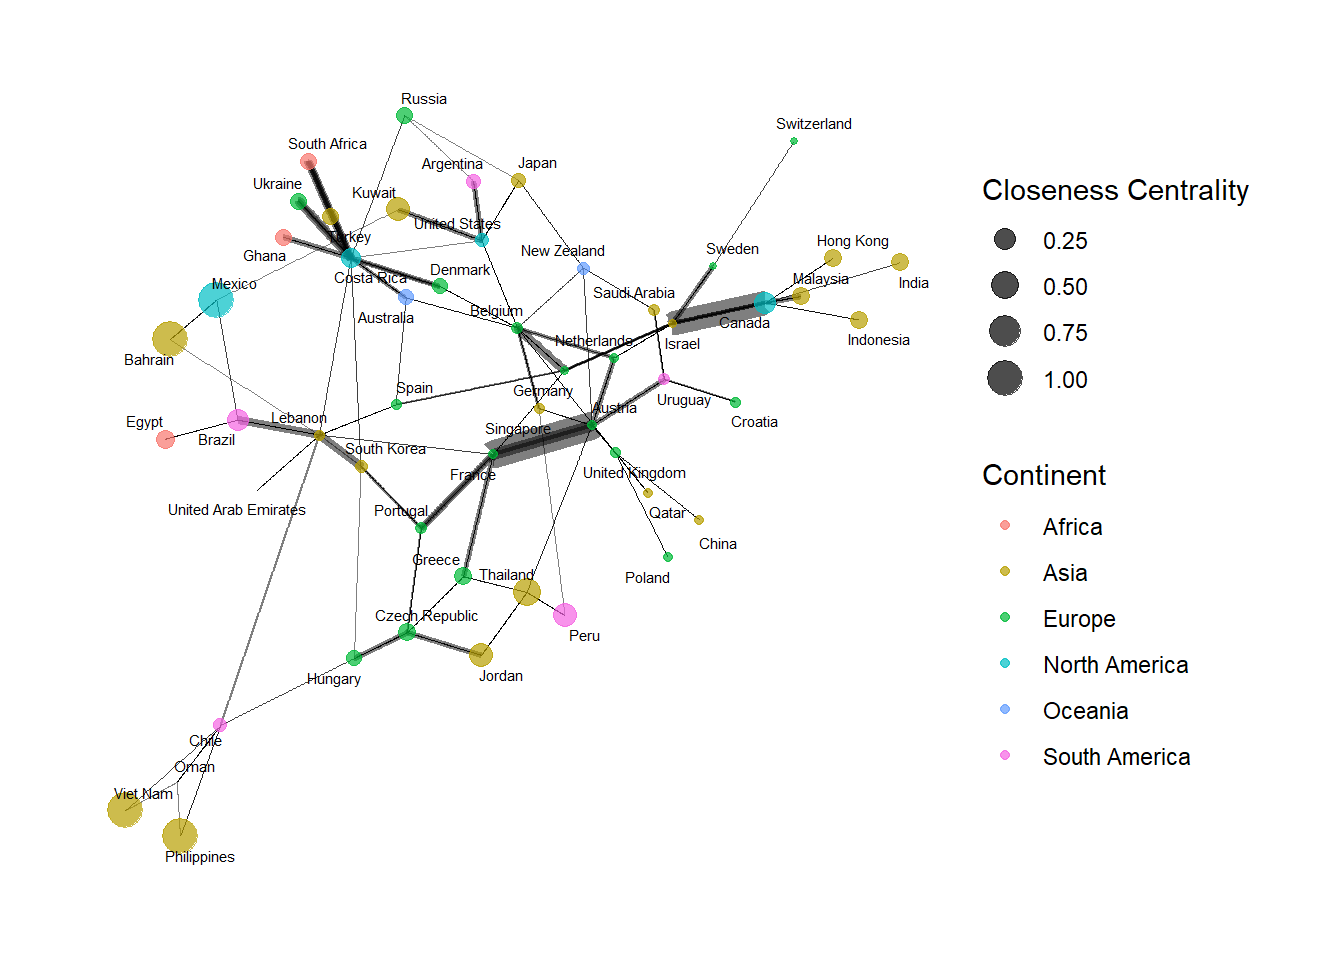 Russia
Switzerland
South Africa
Argentina
Japan
Ukraine
Kuwait
United States
Turkey
Ghana
New Zealand
Sweden
Hong Kong
Denmark
Costa Rica
Malaysia
India
Mexico
Saudi Arabia
Australia
Belgium
Canada
Netherlands
Israel
Indonesia
Bahrain
Spain
Germany
Austria
Uruguay
Egypt
Lebanon
Croatia
Brazil
Singapore
South Korea
France
United Kingdom
United Arab Emirates
Portugal
Qatar
China
Greece
Thailand
Poland
Czech Republic
Peru
Hungary
Jordan
Chile
Oman
Viet Nam
Philippines
Closeness Centrality
0.25
0.50
0.75
1.00
Continent
Africa
Asia
Europe
North America
Oceania
South America